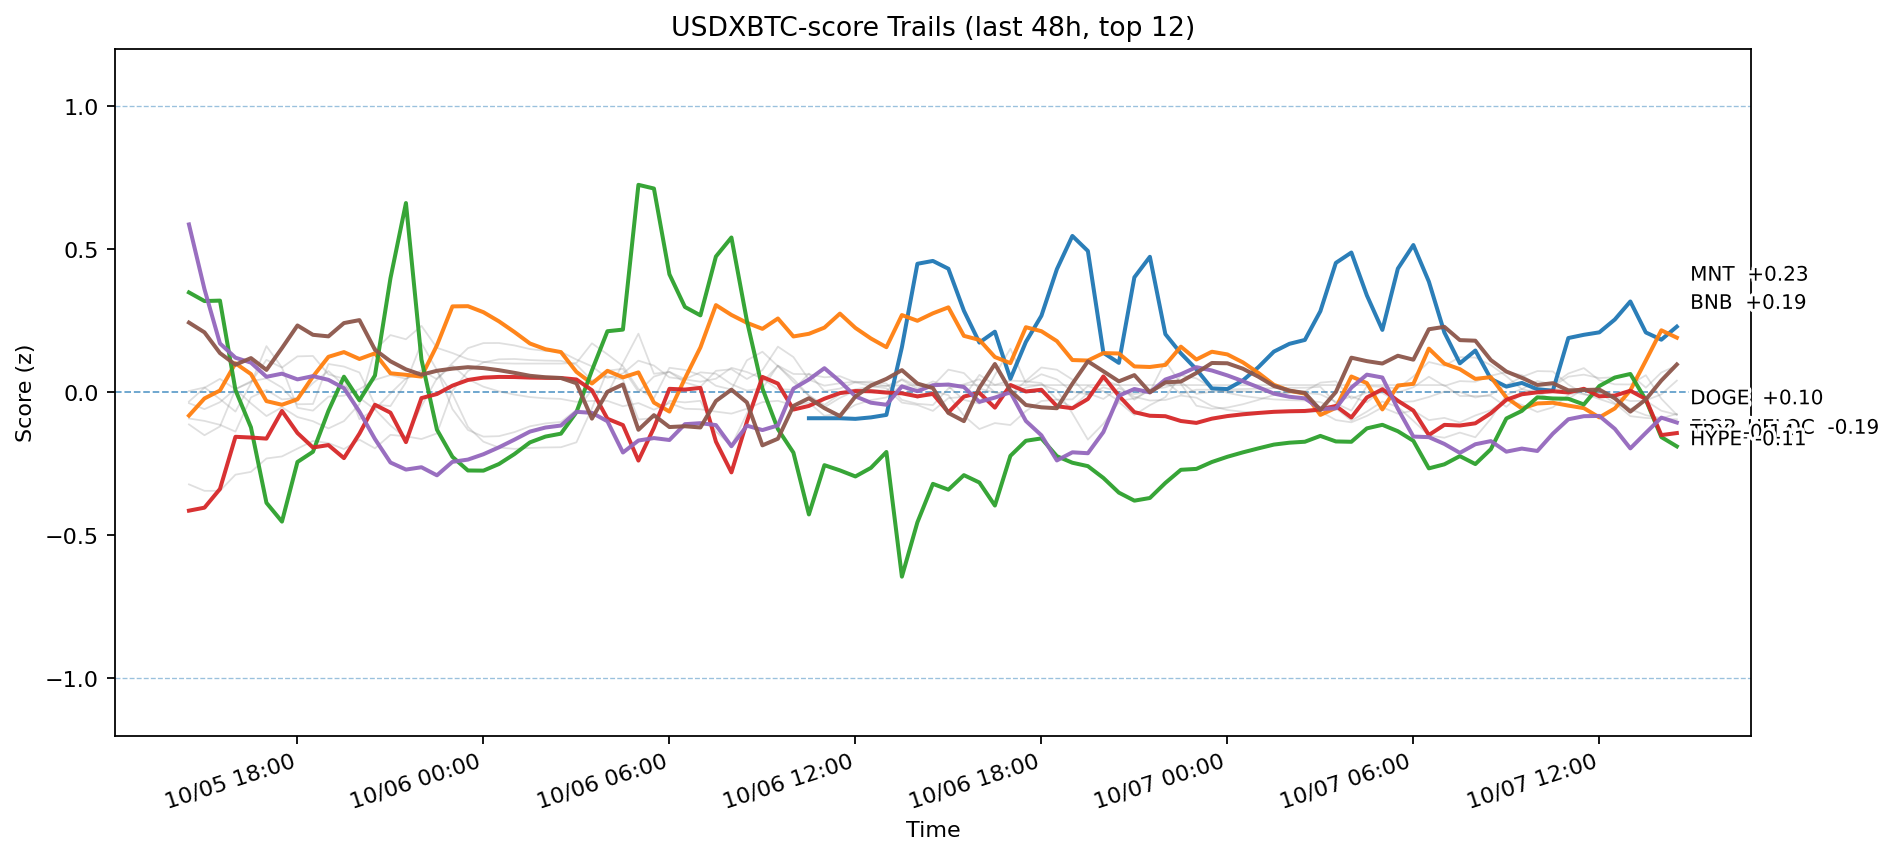 USDXBTC-score Trails (last 48h, top 12)
Score (z)
1.0
0.5
0.0
−0.5
−1.0
MNT +0.23
BNB +0.19
DOGE +0.10
-0.19
HYPE -0.11
10/05 18:00
10/06 00:00
10/06 06:00
10/06 12:00
10/06 18:00
10/07 00:00
10/07 06:00
10/07 12:00
Time